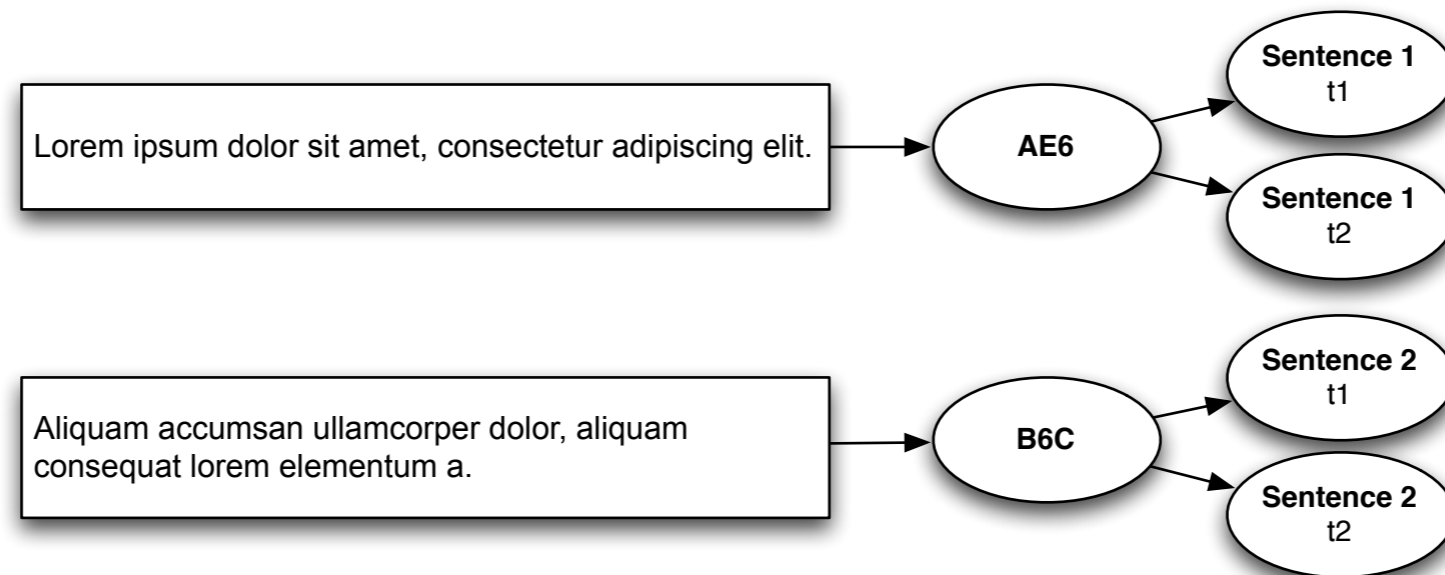 Lorem ipsum dolor sit amet, consectetur adipiscing elit.
AE6
Sentence 1
t1
Sentence 1
t2
Aliquam accumsan ullamcorper dolor, aliquam
consequat lorem elementum a.
B6C
Sentence 2
t1
Sentence 2
t2